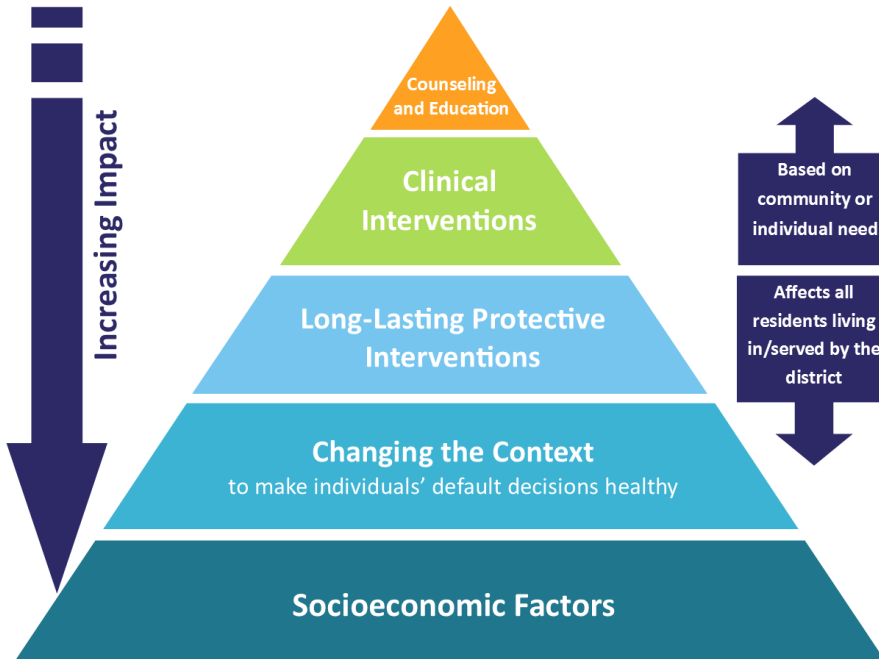 Counseling
and Education
Clinical
Interventions
Long-Lasting Protective
Interventions
Changing the Context
to make individuals’ default decisions healthy
Socioeconomic Factors
Increasing Impact
Based on
community or
individual need
Affects all
residents living
in/served by the
district